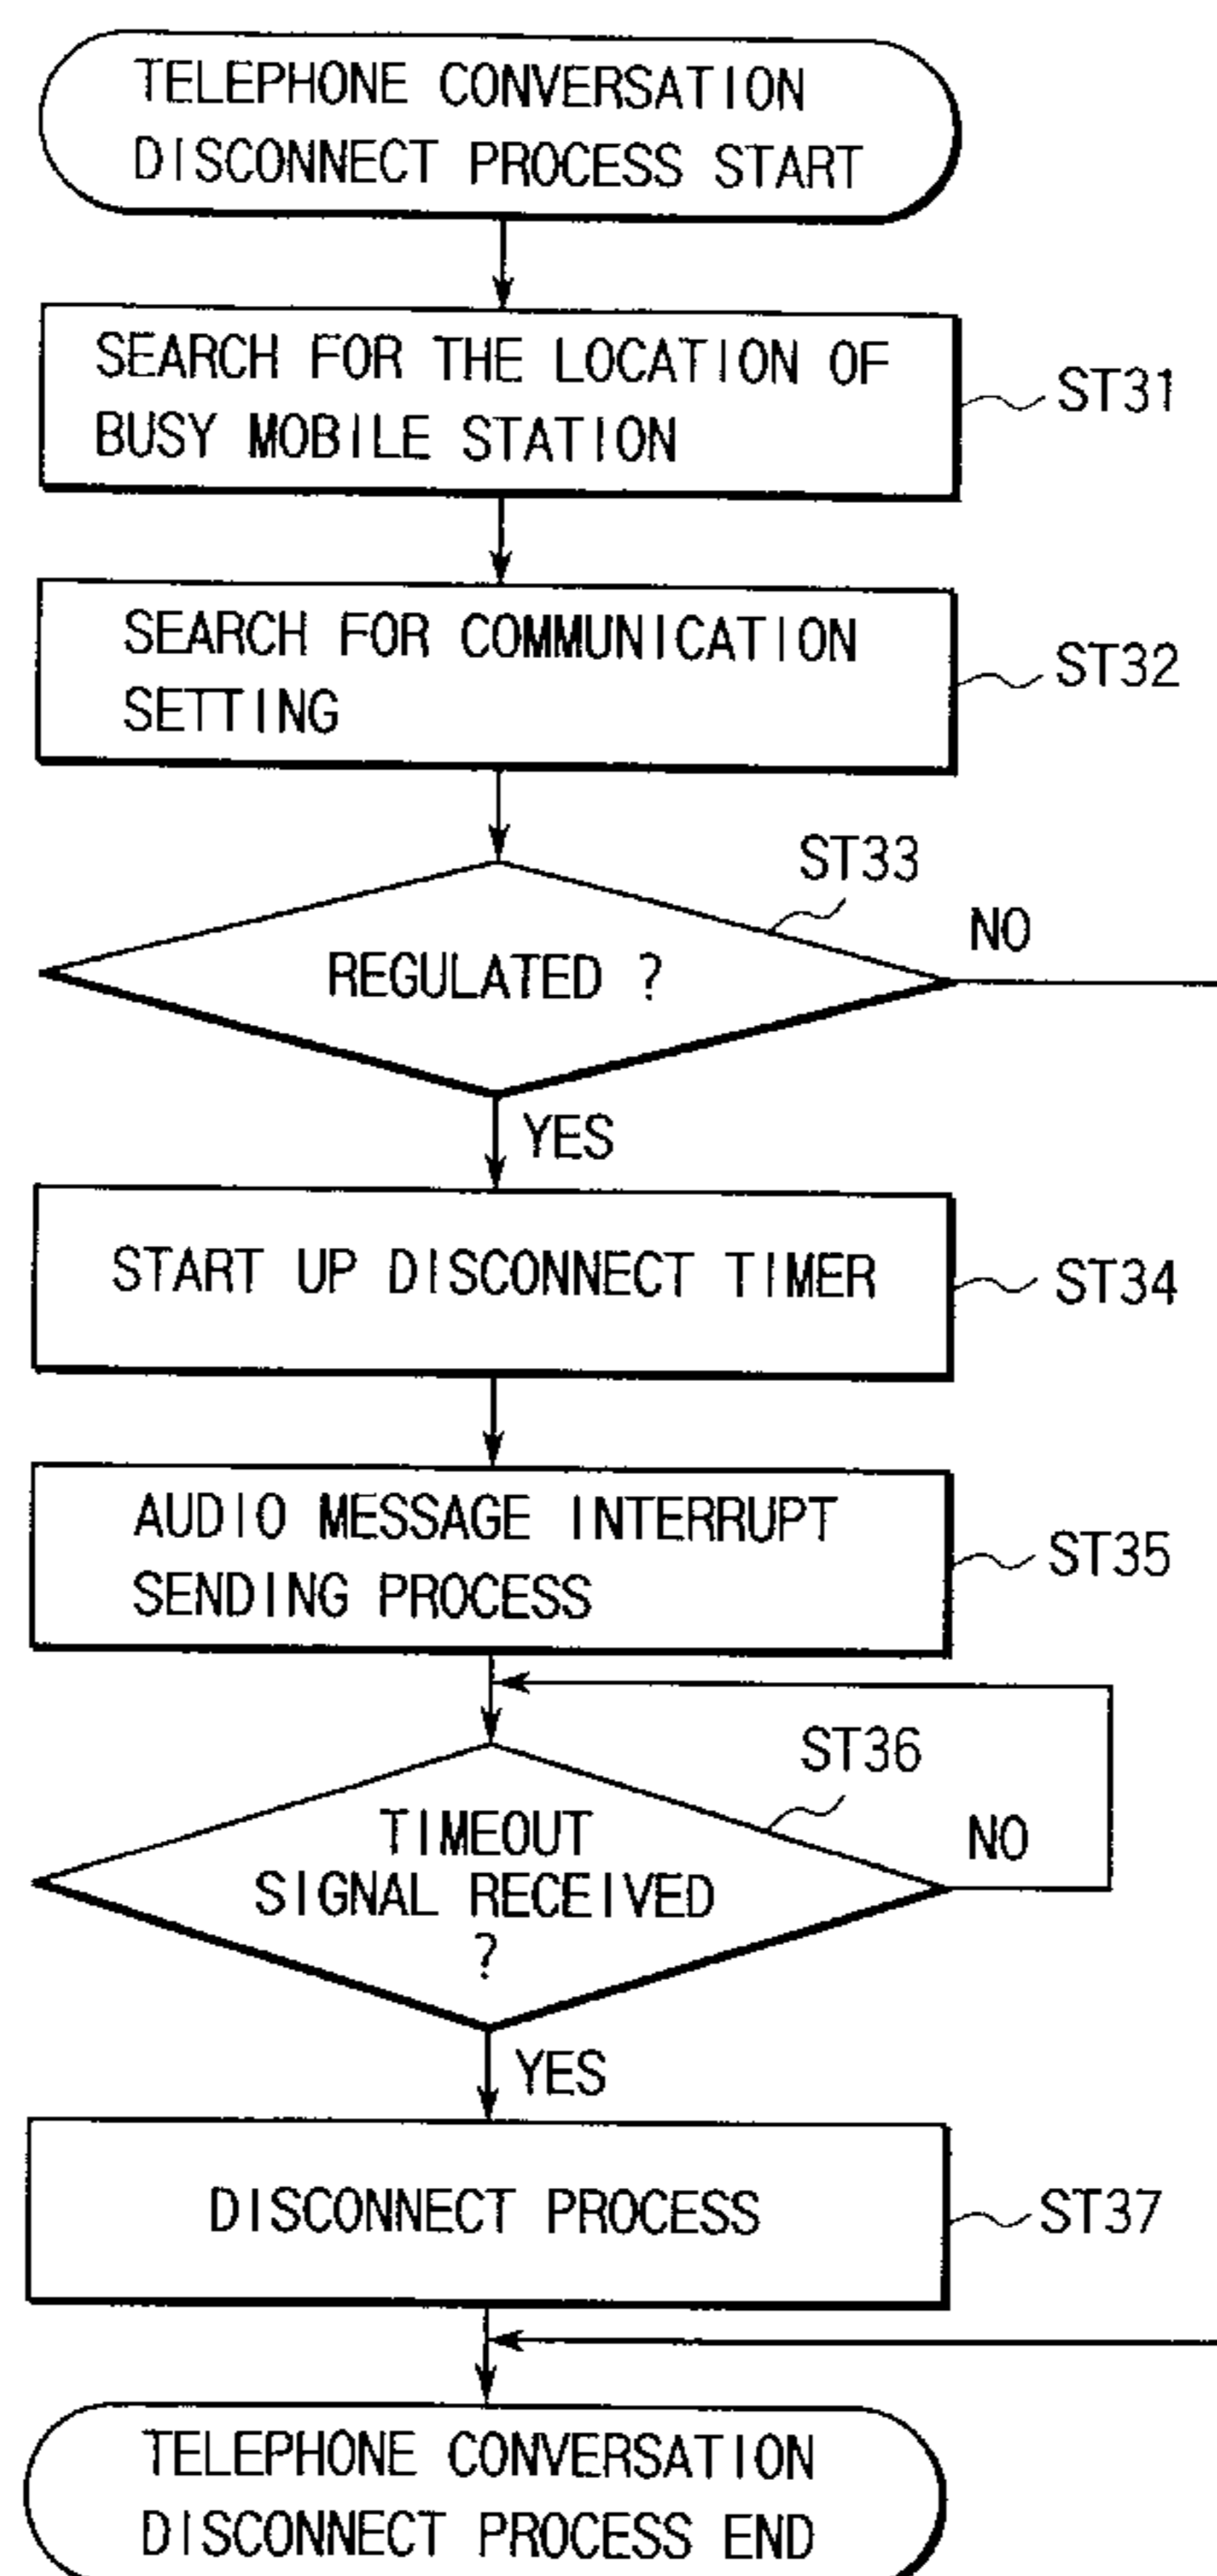 TELEPHONE CONVERSATION
DISCONNECT PROCESS START
SEARCH FOR THE LOCATION OF
BUSY MOBILE STATION
ST31
SEARCH FOR COMMUNICATION
SETTING
ST32
ST33
REGULATED ?
NO
YES
START UP DISCONNECT TIMER
ST34
AUDIO MESSAGE INTERRUPT
SENDING PROCESS
ST35
ST36
TIMEOUT
SIGNAL RECEIVED
?
NO
YES
DISCONNECT PROCESS
ST37
TELEPHONE CONVERSATION
DISCONNECT PROCESS END